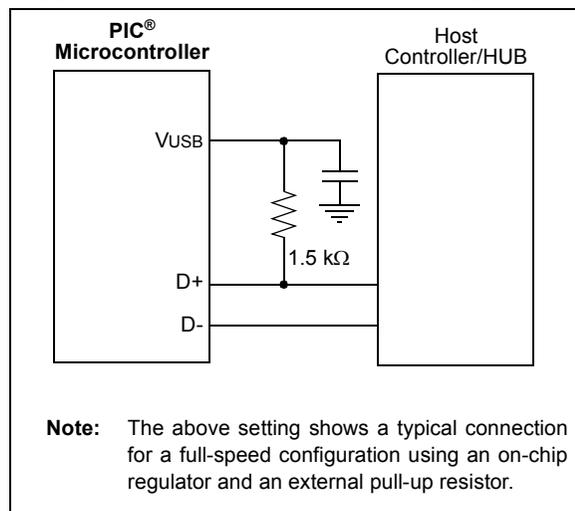 PIC®
Microcontroller
Host
Controller/HUB
VUSB
1.5 kΩ
D+
D-
Note: The above setting shows a typical connection
for a full-speed configuration using an on-chip
regulator and an external pull-up resistor.